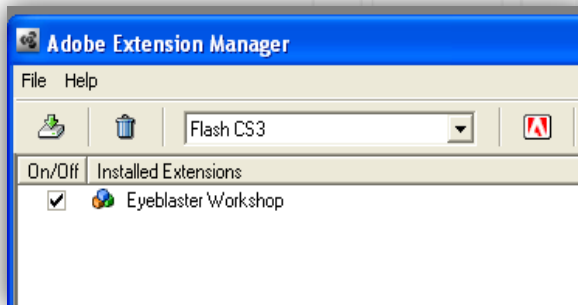 Adobe Extension Manager
File Help
Flash CS3
On/Off Installed Extensions
Eyeblaster Workshop